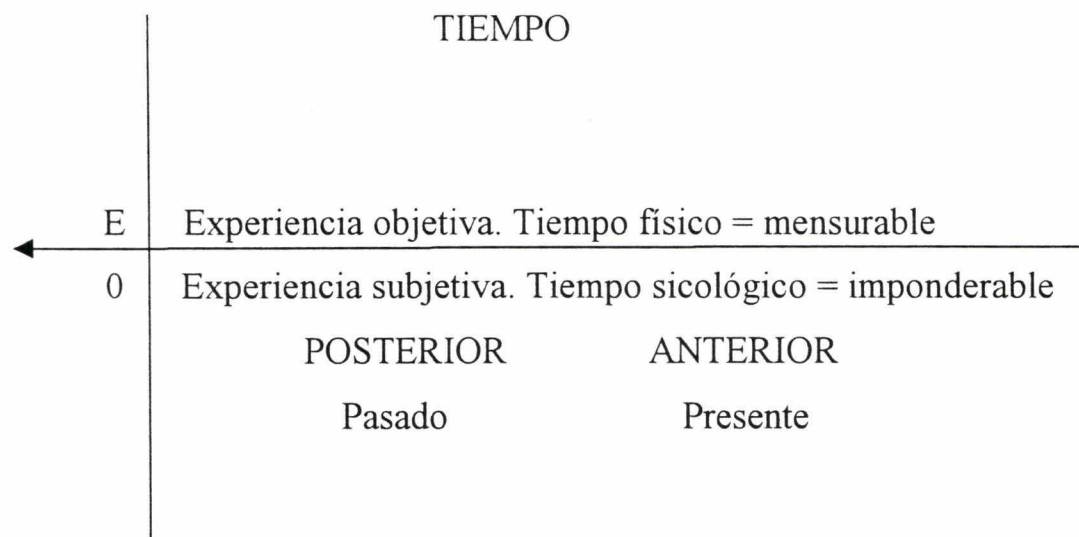 TIEMPO
E Experiencia objetiva. Tiempo físico = mensurable
0 Experiencia subjetiva. Tiempo sicológico = imponderable
POSTERIOR ANTERIOR
Pasado Presente